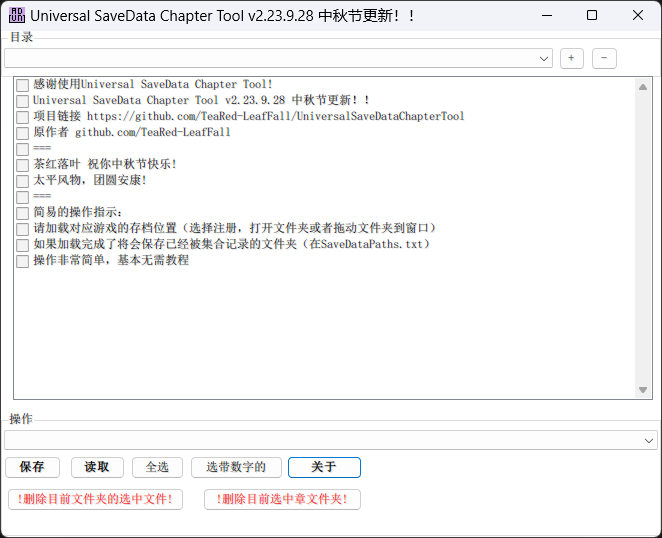 Universal SaveData Chapter Tool v2.23.9.28 中秋节更新！！
目录
+ −
感谢使用Universal SaveData Chapter Tool!
Universal SaveData Chapter Tool v2.23.9.28 中秋节更新！！
项目链接 https://github.com/TeaRed-LeafFall/UniversalSaveDataChapterTool
原作者 github.com/TeaRed-LeafFall
===
茶红落叶 祝你中秋节快乐!
太平风物，团圆安康!
===
简易的操作指示：
请加载对应游戏的存档位置（选择注册，打开文件夹或者拖动文件夹到窗口）
如果加载完成了将会保存已经被集合记录的文件夹（在SaveDataPaths.txt）
操作非常简单，基本无需教程
操作
保存 读取 全选 选带数字的 关于
!删除目前文件夹的选中文件! !删除目前选中章文件夹!